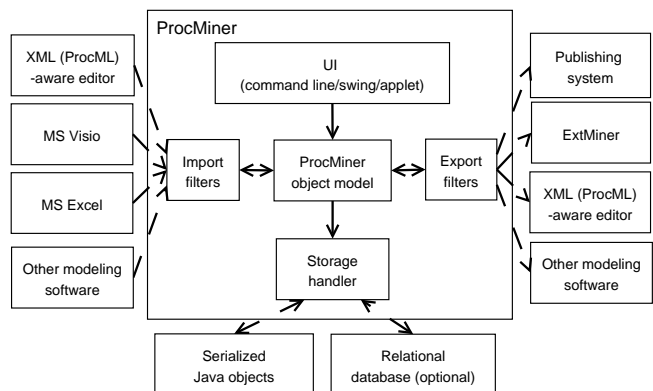 ProcMiner
XML (ProcML)
-aware editor
MS Visio
MS Excel
Other modeling
software
UI
(command line/swing/applet)
Import
filters
ProcMiner
object model
Export
filters
Storage
handler
Publishing
system
ExtMiner
XML (ProcML)
-aware editor
Other modeling
software
Serialized
Java objects
Relational
database (optional)